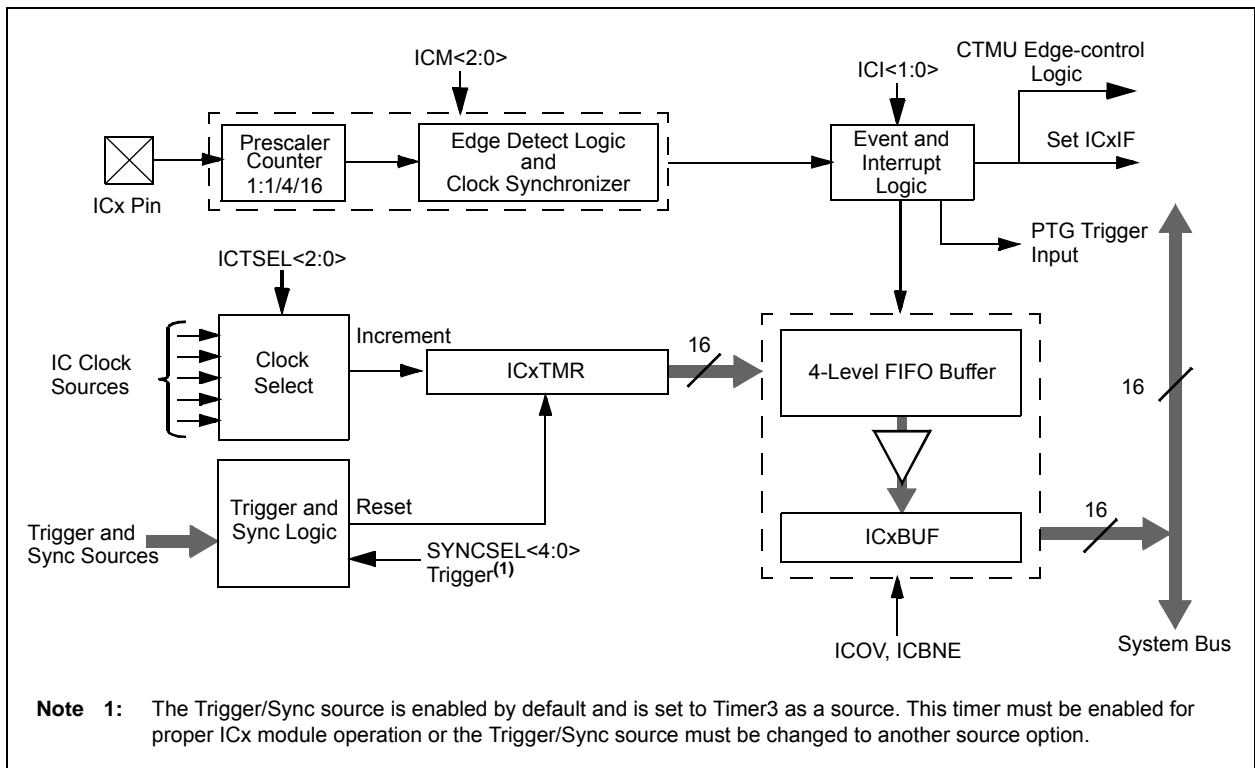 ICM<2:0>
ICI<1:0>
CTMU Edge-control
Logic
Prescaler
Counter
1:1/4/16
Edge Detect Logic
and
Clock Synchronizer
Event and
Interrupt
Logic
Set ICxIF
ICx Pin
PTG Trigger
Input
ICTSEL<2:0>
IC Clock
Sources
Clock
Select
Increment
ICxTMR
16
4-Level FIFO Buffer
16
Trigger and
Sync Sources
Trigger and
Sync Logic
Reset
SYNCSEL<4:0>
Trigger(1)
ICxBUF
16
ICOV, ICBNE
System Bus
Note 1: The Trigger/Sync source is enabled by default and is set to Timer3 as a source. This timer must be enabled for
proper ICx module operation or the Trigger/Sync source must be changed to another source option.